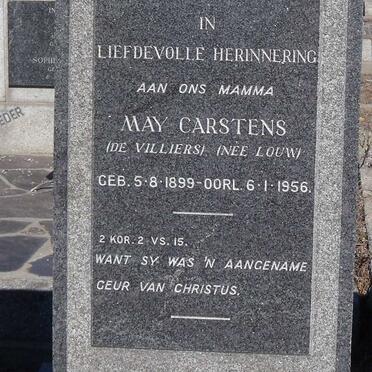 IN
LIEFDEVOLLE HERINNERING
AAN ONS MAMMA
MAY CARSTENS
(DE VILLIERS) (NEE LOUW)
GEB. 5-8-1899-OORL. 6-1-1956.
2 KOR. 2 VS. 15.
WANT SY WAS 'N AANGENAME
GEUR VAN CHRISTUS.